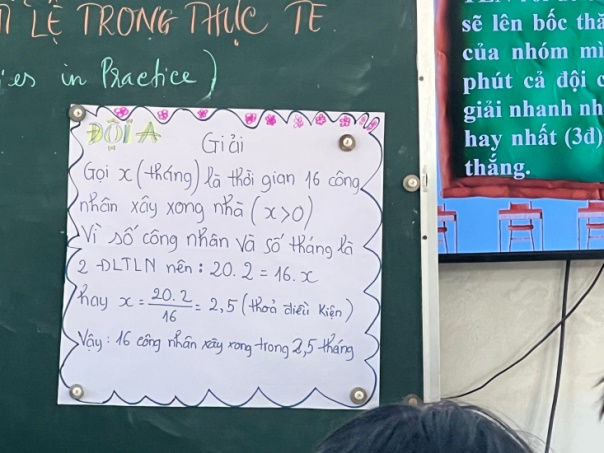 LỆ TRONG THỰC TẾ
in Practice)
ĐỘI A
Giải
Gọi x (tháng) là thời gian 16 công
nhân xây xong nhà (x>0)
Vì số công nhân và số tháng là
2 ĐLTLN nên : 20.2 = 16.x
hay x = 20.2/16 = 2,5 (thoả điều kiện)
Vậy : 16 công nhân xây xong trong 2,5 tháng
sẽ lên bốc thă
của nhóm mì
phút cả đội c
giải nhanh nh
hay nhất (3đ)
thắng.